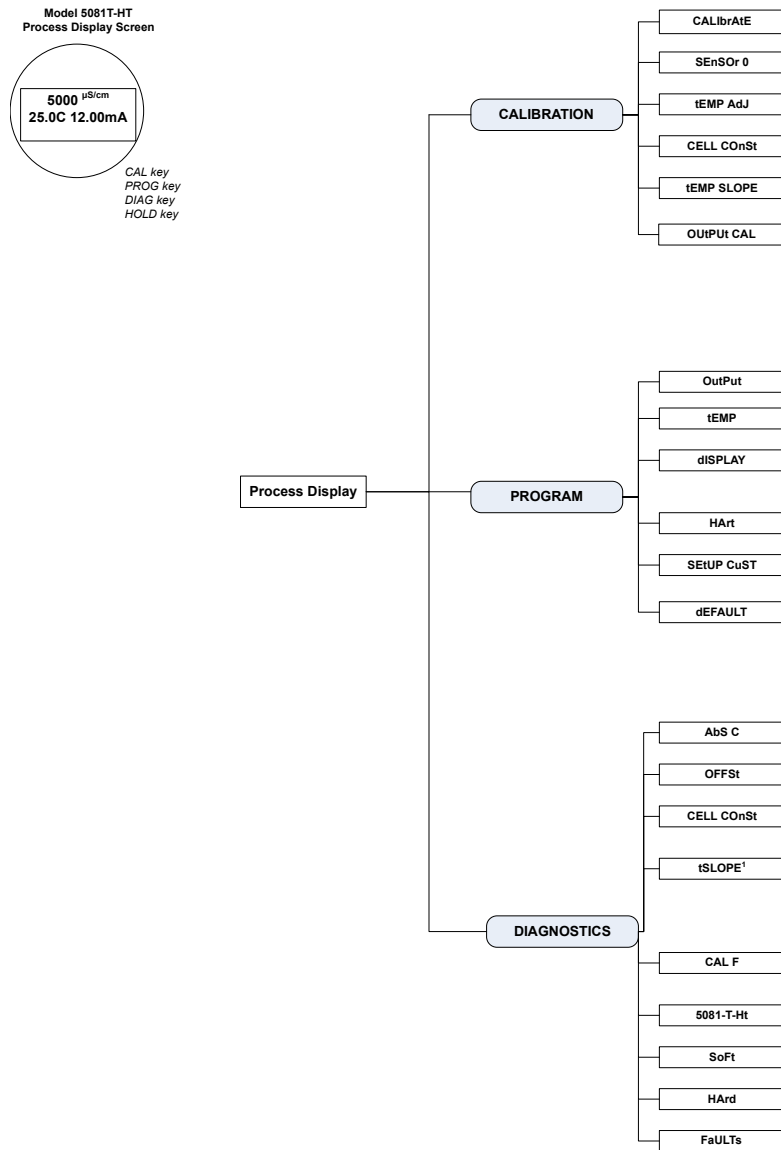 Model 5081T-HT
Process Display Screen
5000 µS/cm
25.0C 12.00mA
CAL key
PROG key
DIAG key
HOLD key
Process Display
CALIBRATION
CALIbrAtE
SEnSOr 0
tEMP AdJ
CELL COnSt
tEMP SLOPE
OUtPUt CAL
PROGRAM
OutPut
tEMP
dISPLAY
HArt
SEtUP CuST
dEFAULT
DIAGNOSTICS
AbS C
OFFSt
CELL COnSt
tSLOPE¹
CAL F
5081-T-Ht
SoFt
HArd
FaULTs